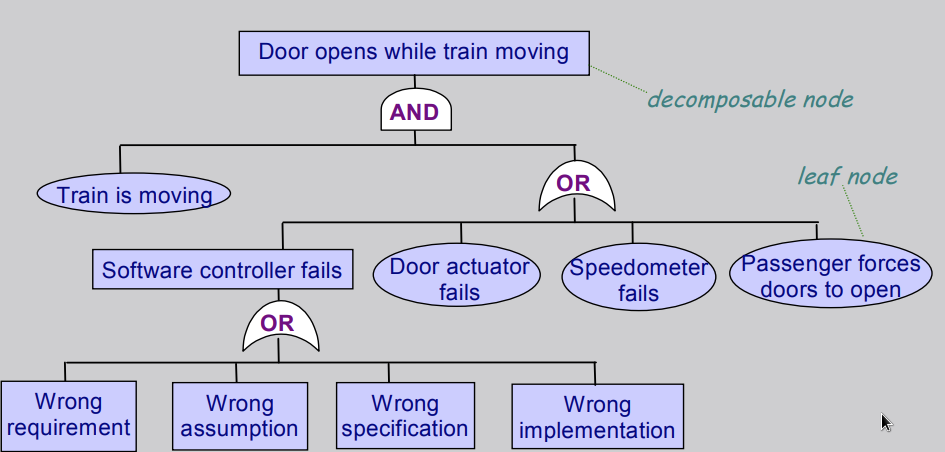 Door opens while train moving
decomposable node
AND
leaf node
Train is moving
OR
Software controller fails
Door actuator
fails
Speedometer
fails
Passenger forces
doors to open
OR
Wrong
requirement
Wrong
assumption
Wrong
specification
Wrong
implementation